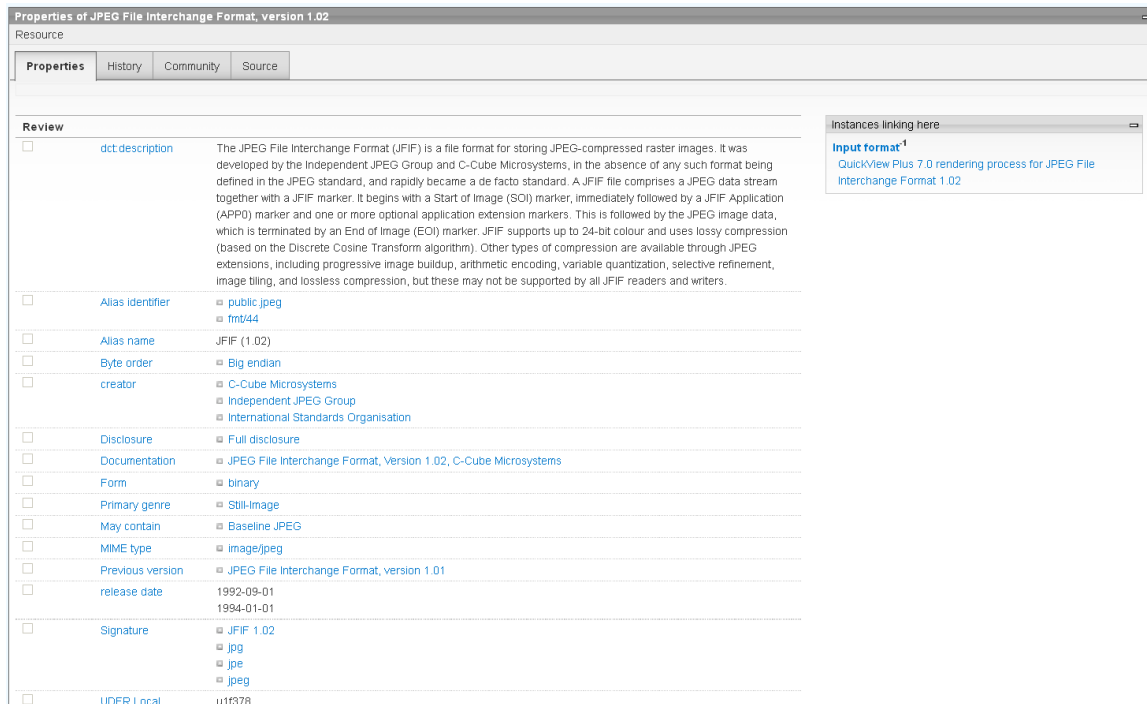 Properties of JPEG File Interchange Format, version 1.02
Resource
Properties History Community Source
Review
dct:description The JPEG File Interchange Format (JFIF) is a file format for storing JPEG-compressed raster images. It was
developed by the Independent JPEG Group and C-Cube Microsystems, in the absence of any such format being
defined in the JPEG standard, and rapidly became a de facto standard. A JFIF file comprises a JPEG data stream
together with a JFIF marker. It begins with a Start of Image (SOI) marker, immediately followed by a JFIF Application
(APP0) marker and one or more optional application extension markers. This is followed by the JPEG image data,
which is terminated by an End of Image (EOI) marker. JFIF supports up to 24-bit colour and uses lossy compression
(based on the Discrete Cosine Transform algorithm). Other types of compression are available through JPEG
extensions, including progressive image buildup, arithmetic encoding, variable quantization, selective refinement,
image tiling, and lossless compression, but these may not be supported by all JFIF readers and writers.
Alias identifier public.jpeg
fmt/44
Alias name JFIF (1.02)
Byte order Big endian
creator C-Cube Microsystems
Independent JPEG Group
International Standards Organisation
Disclosure Full disclosure
Documentation JPEG File Interchange Format, Version 1.02, C-Cube Microsystems
Form binary
Primary genre Still-Image
May contain Baseline JPEG
MIME type image/jpeg
Previous version JPEG File Interchange Format, version 1.01
release date 1992-09-01
1994-01-01
Signature JFIF 1.02
jpg
jpe
jpeg
UDFR Local u1f378
Instances linking here
Input format-1
QuickView Plus 7.0 rendering process for JPEG File
Interchange Format 1.02